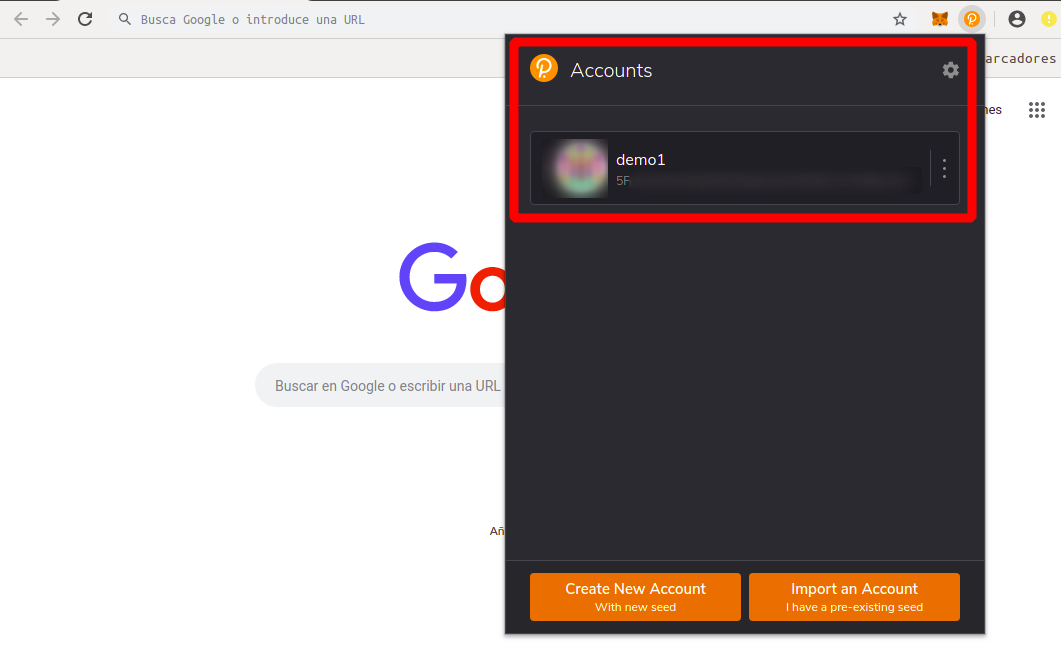 Busca Google o introduce una URL
arcadores
Accounts
nes
demo1
5F
Go
Buscar en Google o escribir una URL
Añ
Create New Account
With new seed
Import an Account
I have a pre-existing seed